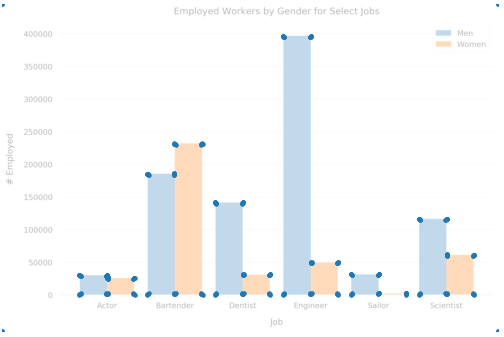 Employed Workers by Gender for Select Jobs
Men
Women
400000
350000
300000
250000
200000
150000
100000
50000
0
# Employed
Actor
Bartender
Dentist
Engineer
Sailor
Scientist
Job